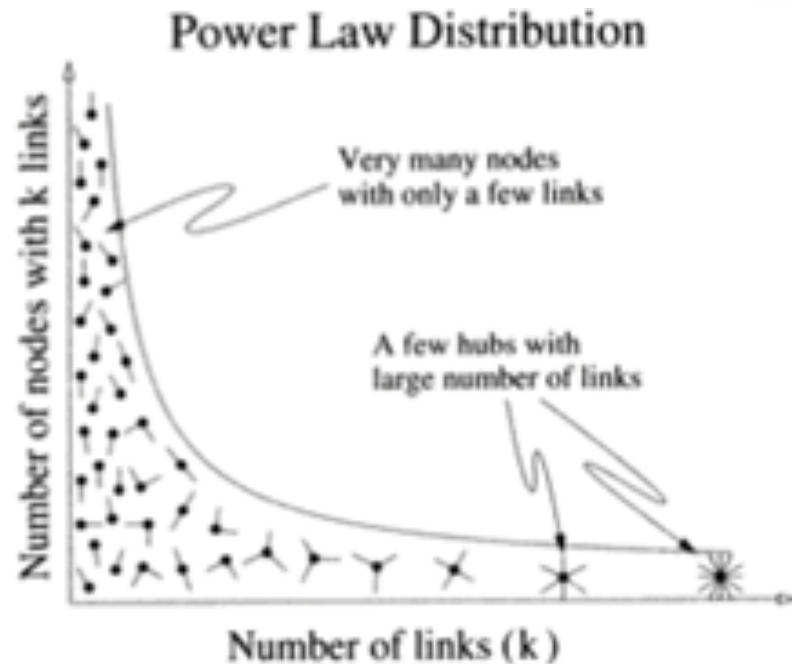 Power Law Distribution
Number of nodes with k links
Very many nodes
with only a few links
A few hubs with
large number of links
Number of links (k)